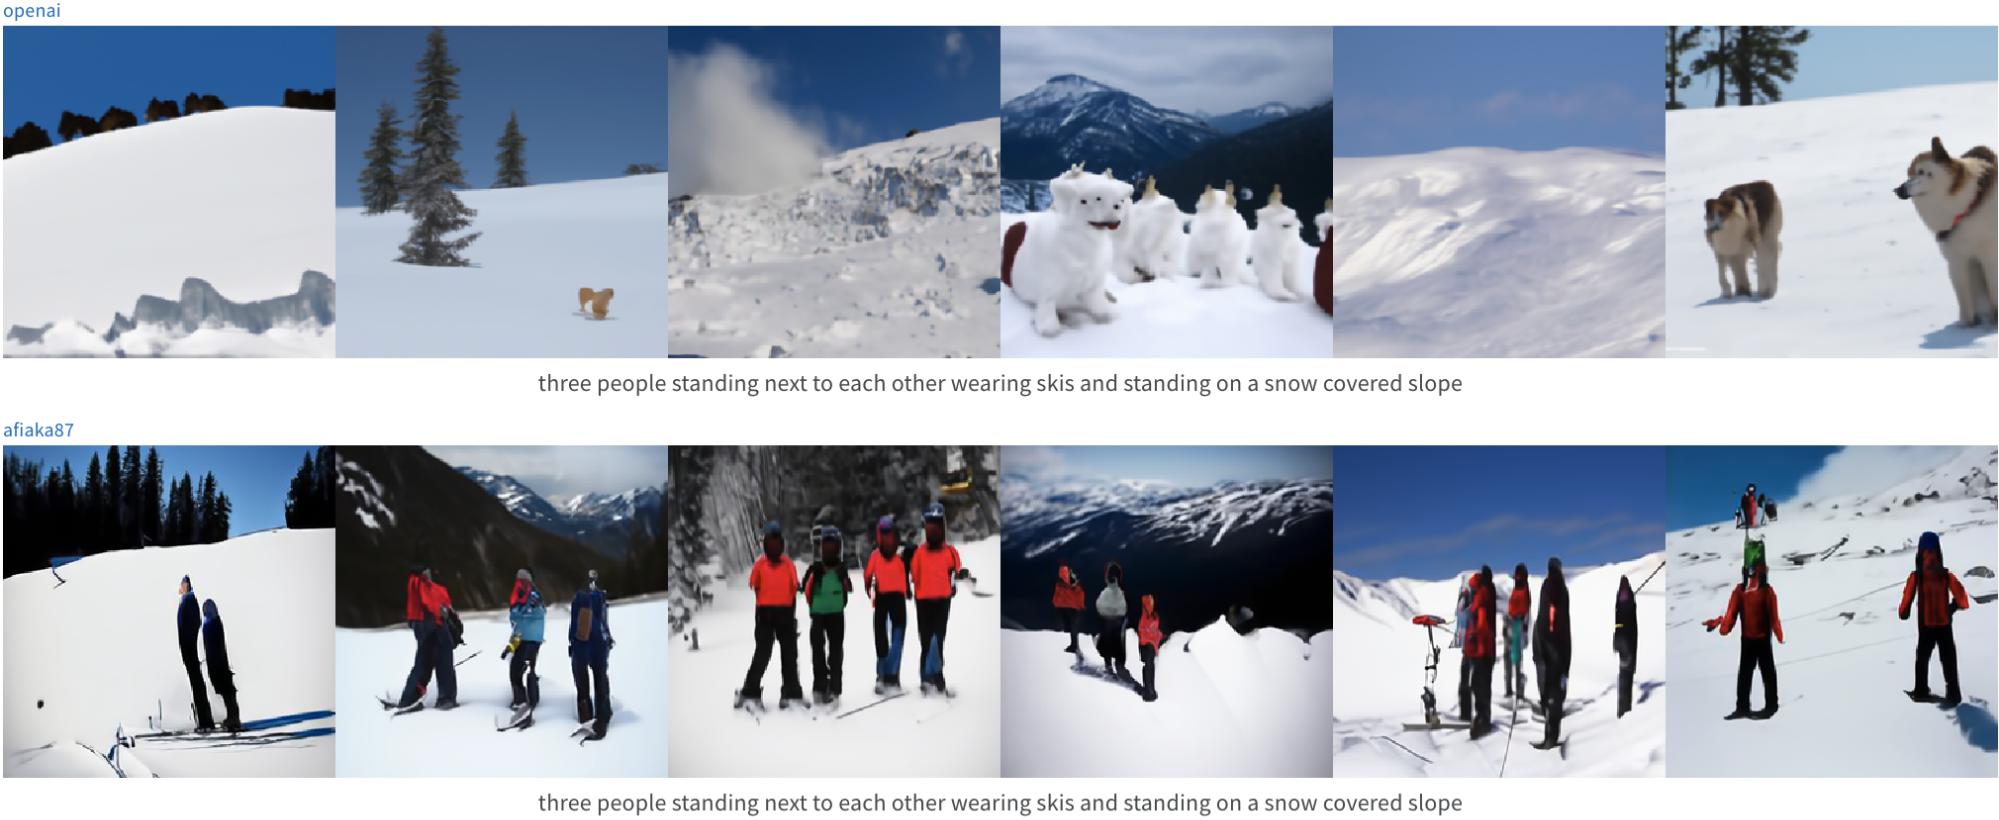 openai
three people standing next to each other wearing skis and standing on a snow covered slope
afiaka87
three people standing next to each other wearing skis and standing on a snow covered slope